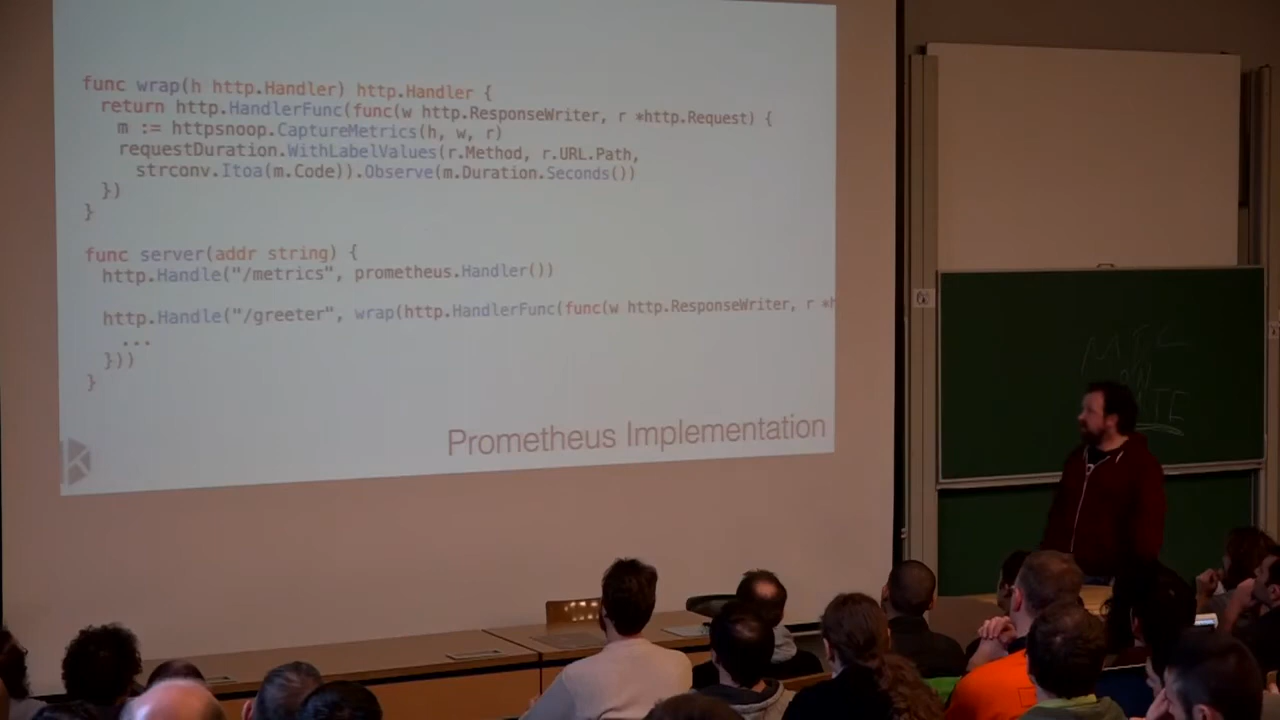 func wrap(h http.Handler) http.Handler {
return http.HandlerFunc(func(w http.ResponseWriter, r *http.Request) {
m := httpsnoop.CaptureMetrics(h, w, r)
requestDuration.WithLabelValues(r.Method, r.URL.Path,
strconv.Itoa(m.Code)).Observe(m.Duration.Seconds())
})
}
func server(addr string) {
http.Handle("/metrics", prometheus.Handler())
http.Handle("/greeter", wrap(http.HandlerFunc(func(w http.ResponseWriter, r *h
...
}))
}
Prometheus Implementation